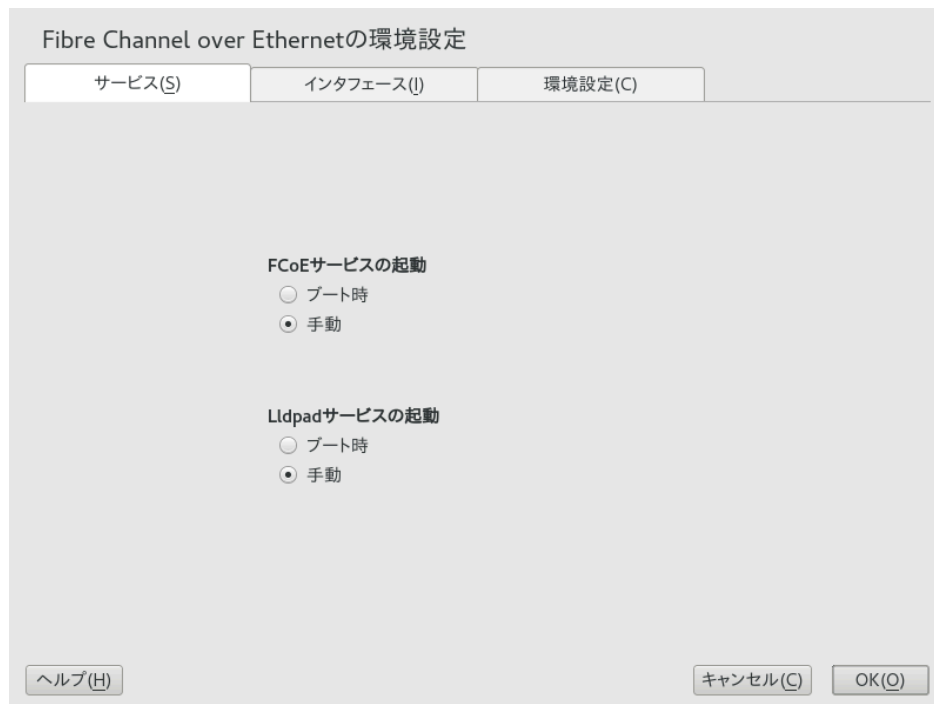 Fibre Channel over Ethernetの環境設定
サービス(S) インタフェース(I) 環境設定(C)
FCoEサービスの起動
ブート時
手動
Lldpadサービスの起動
ブート時
手動
ヘルプ(H) キャンセル(C) OK(O)